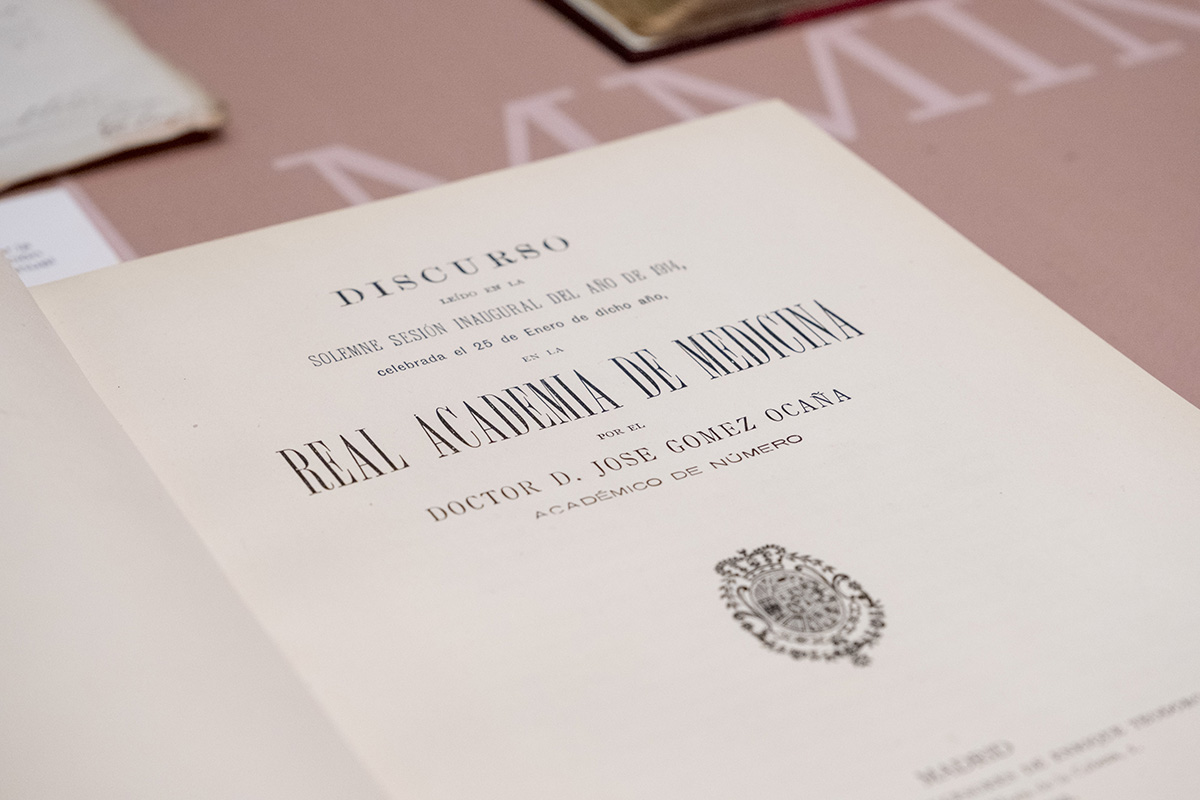 DISCURSO
LEÍDO EN LA
SOLEMNE SESIÓN INAUGURAL DEL AÑO DE 1914,
celebrada el 25 de Enero de dicho año,
EN LA
REAL ACADEMIA DE MEDICINA
POR EL
DOCTOR D. JOSE GOMEZ OCAÑA
ACADÉMICO DE NÚMERO
MADRID